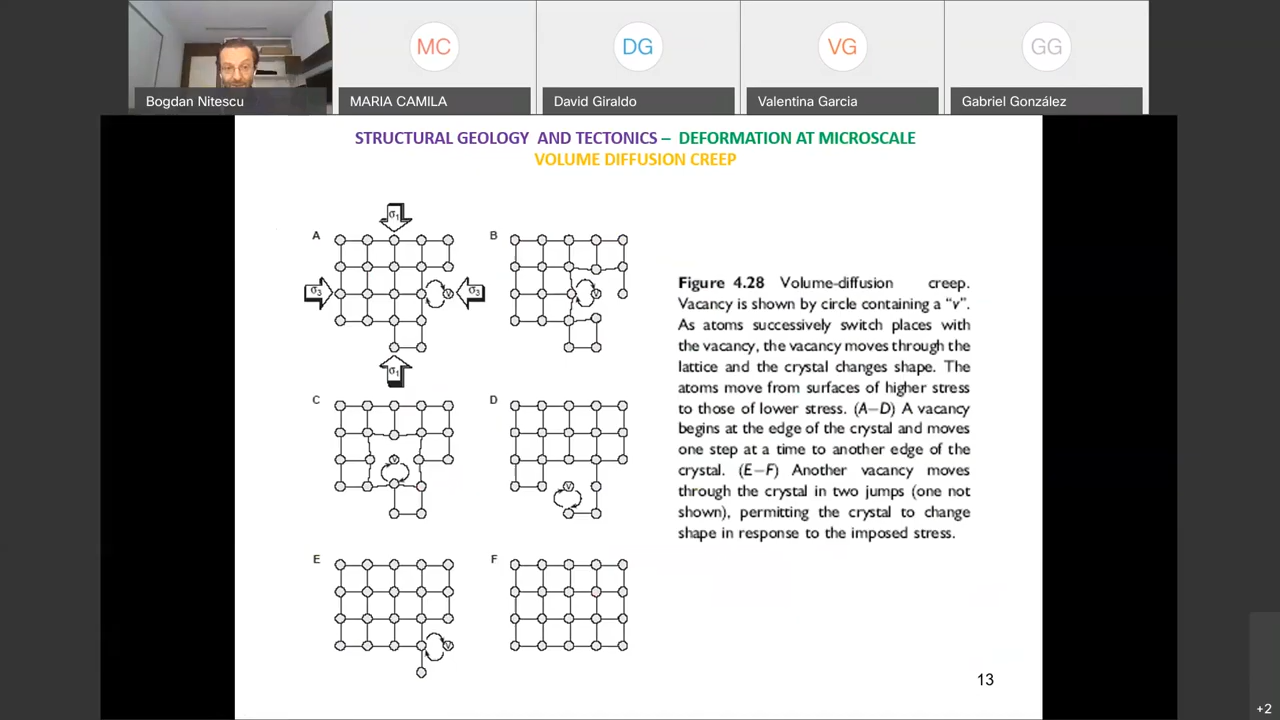 MC
DG
VG
GG
Bogdan Nitescu
MARIA CAMILA
David Giraldo
Valentina Garcia
Gabriel González
STRUCTURAL GEOLOGY AND TECTONICS – DEFORMATION AT MICROSCALE
VOLUME DIFFUSION CREEP
σ1
A
B
σ3
v
σ3
v
σ1
C
D
v
v
E
F
v
Figure 4.28 Volume-diffusion creep.
Vacancy is shown by circle containing a “v”.
As atoms successively switch places with
the vacancy, the vacancy moves through the
lattice and the crystal changes shape. The
atoms move from surfaces of higher stress
to those of lower stress. (A–D) A vacancy
begins at the edge of the crystal and moves
one step at a time to another edge of the
crystal. (E–F) Another vacancy moves
through the crystal in two jumps (one not
shown), permitting the crystal to change
shape in response to the imposed stress.
13
+2